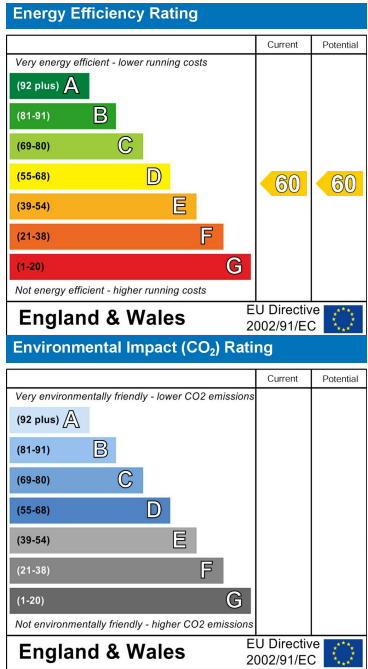 Energy Efficiency Rating
Current Potential
Very energy efficient - lower running costs
(92 plus) A
(81-91) B
(69-80) C
(55-68) D 60 60
(39-54) E
(21-38) F
(1-20) G
Not energy efficient - higher running costs
England & Wales EU Directive
2002/91/EC
Environmental Impact (CO₂) Rating
Current Potential
Very environmentally friendly - lower CO2 emissions
(92 plus) A
(81-91) B
(69-80) C
(55-68) D
(39-54) E
(21-38) F
(1-20) G
Not environmentally friendly - higher CO2 emissions
England & Wales EU Directive
2002/91/EC